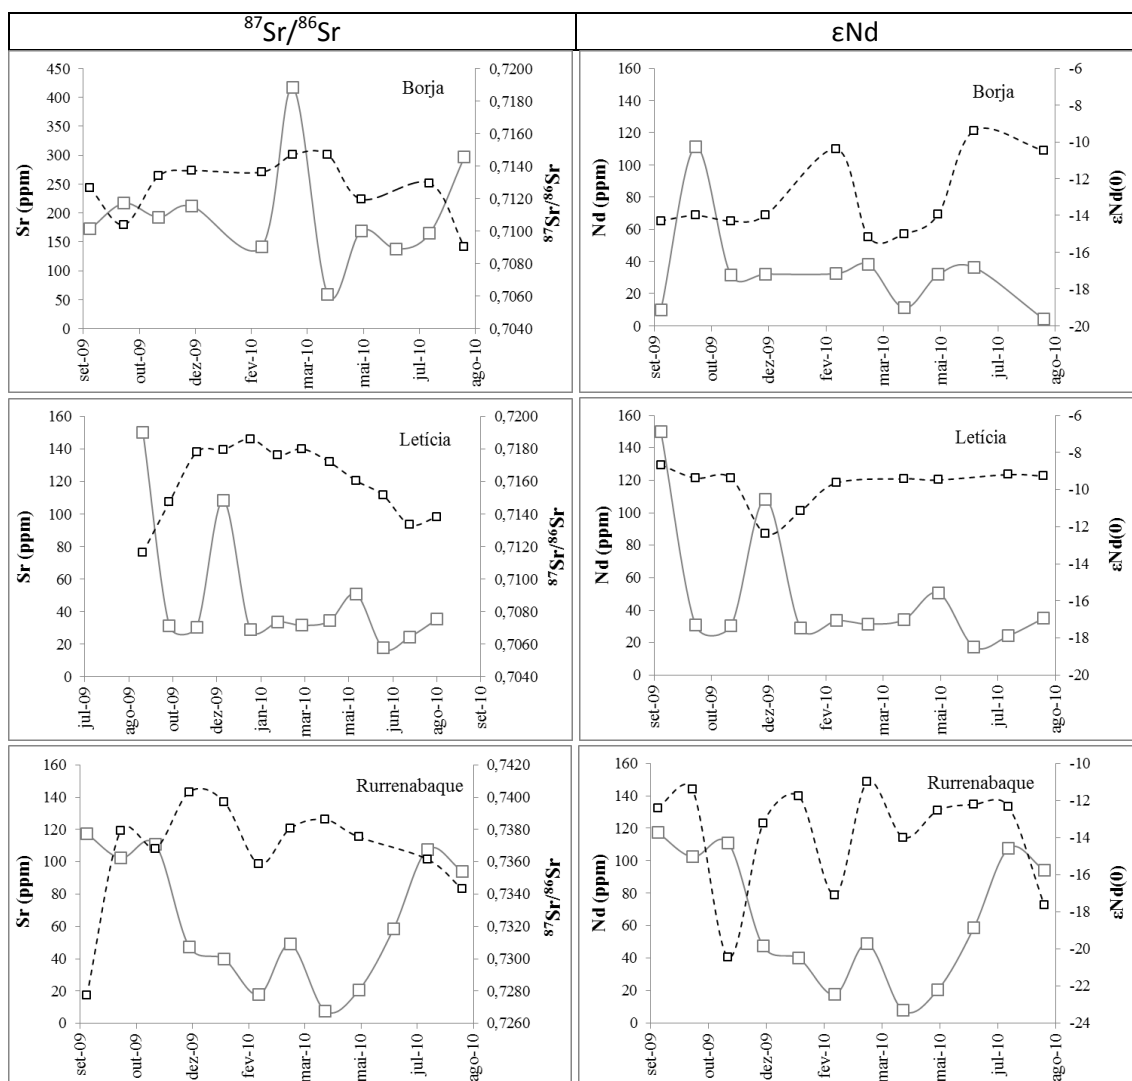 ⁸⁷Sr/⁸⁶Sr
εNd
Borja
Sr (ppm)
450
400
350
300
250
200
150
100
50
0
0,7200
0,7180
0,7160
0,7140
0,7120
0,7100
0,7080
0,7060
0,7040
⁸⁷Sr/⁸⁶Sr
set-09
out-09
dez-09
fev-10
mar-10
mai-10
jul-10
ago-10
Borja
Nd (ppm)
160
140
120
100
80
60
40
20
0
-6
-8
-10
-12
-14
-16
-18
-20
εNd(0)
set-09
out-09
dez-09
fev-10
mar-10
mai-10
jul-10
ago-10
Letícia
Sr (ppm)
160
140
120
100
80
60
40
20
0
0,7200
0,7180
0,7160
0,7140
0,7120
0,7100
0,7080
0,7060
0,7040
⁸⁷Sr/⁸⁶Sr
jul-09
ago-09
out-09
dez-09
jan-10
mar-10
mai-10
jun-10
ago-10
set-10
Letícia
Nd (ppm)
160
140
120
100
80
60
40
20
0
-6
-8
-10
-12
-14
-16
-18
-20
εNd(0)
set-09
out-09
dez-09
fev-10
mar-10
mai-10
jul-10
ago-10
Rurrenabaque
Sr (ppm)
160
140
120
100
80
60
40
20
0
0,7420
0,7400
0,7380
0,7360
0,7340
0,7320
0,7300
0,7280
0,7260
⁸⁷Sr/⁸⁶Sr
set-09
out-09
dez-09
fev-10
mar-10
mai-10
jul-10
ago-10
Rurrenabaque
Nd (ppm)
160
140
120
100
80
60
40
20
0
-10
-12
-14
-16
-18
-20
-22
-24
εNd(0)
set-09
out-09
dez-09
fev-10
mar-10
mai-10
jul-10
ago-10